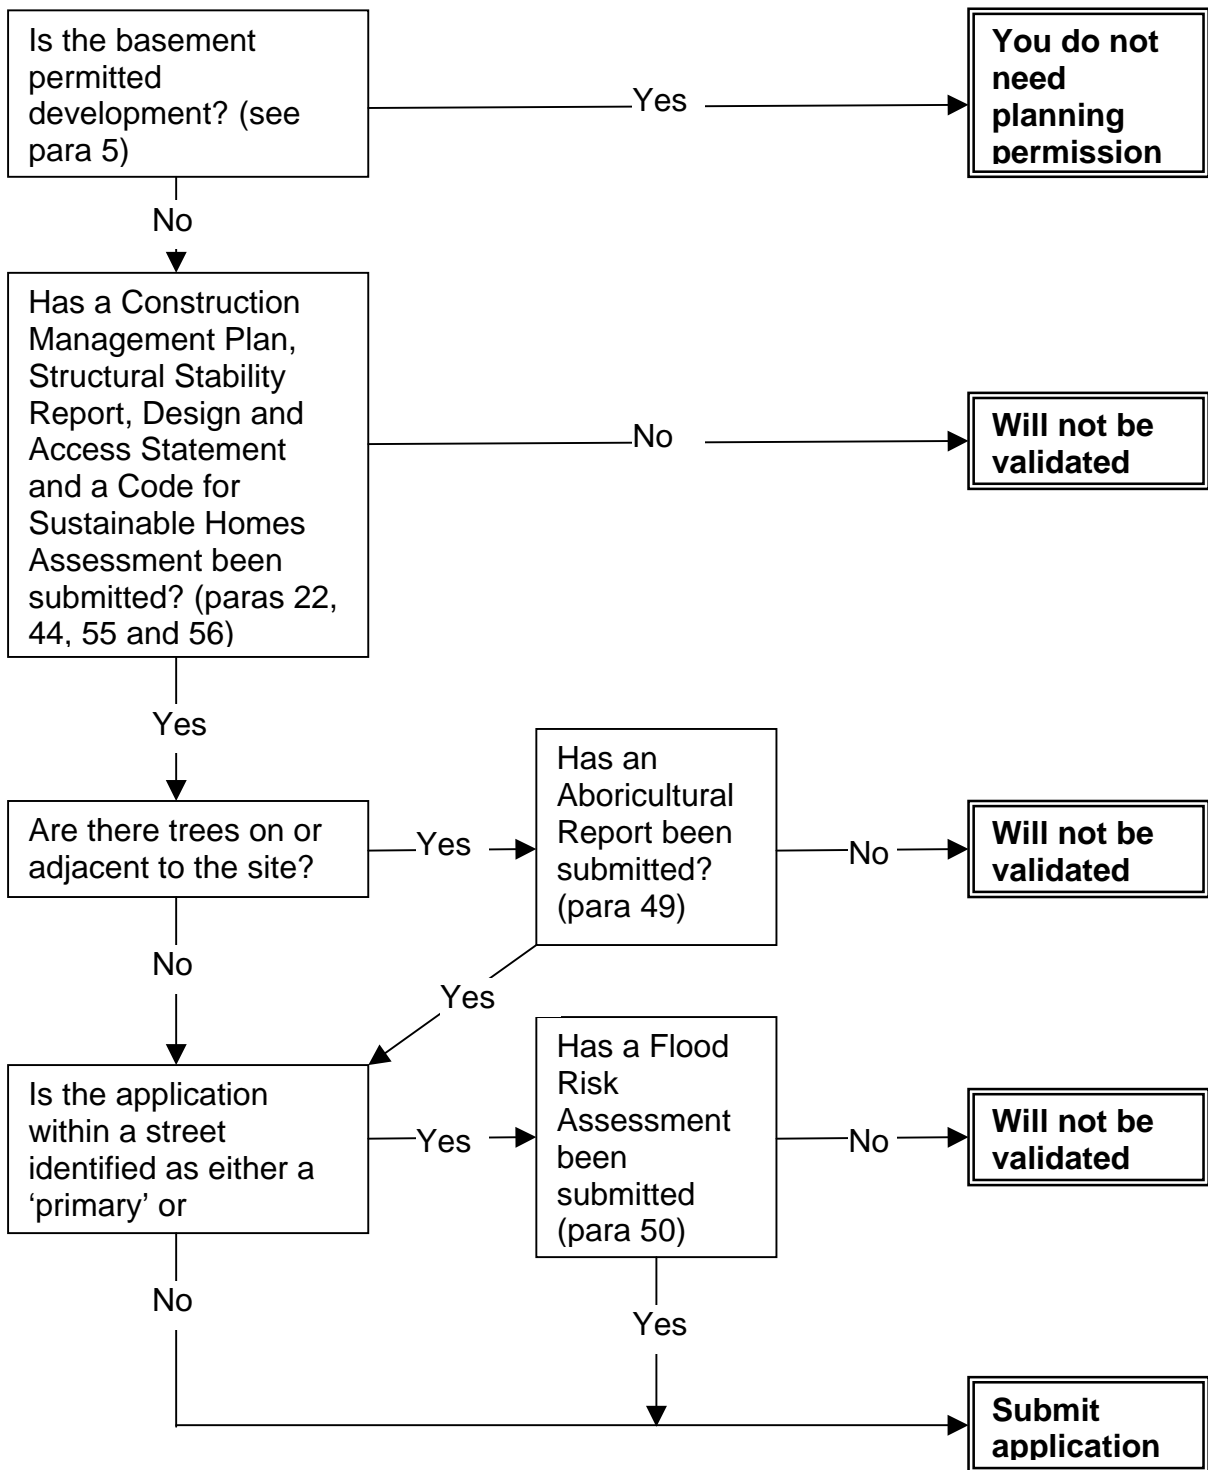 Is the basement
permitted
development? (see
para 5)
Yes
You do not
need
planning
permission
No
Has a Construction
Management Plan,
Structural Stability
Report, Design and
Access Statement
and a Code for
Sustainable Homes
Assessment been
submitted? (paras 22,
44, 55 and 56)
No
Will not be
validated
Yes
Are there trees on or
adjacent to the site?
Yes
Has an
Aboricultural
Report been
submitted?
(para 49)
No
Will not be
validated
No
Yes
Is the application
within a street
identified as either a
‘primary’ or
Yes
Has a Flood
Risk
Assessment
been
submitted
(para 50)
No
Will not be
validated
No
Yes
Submit
application